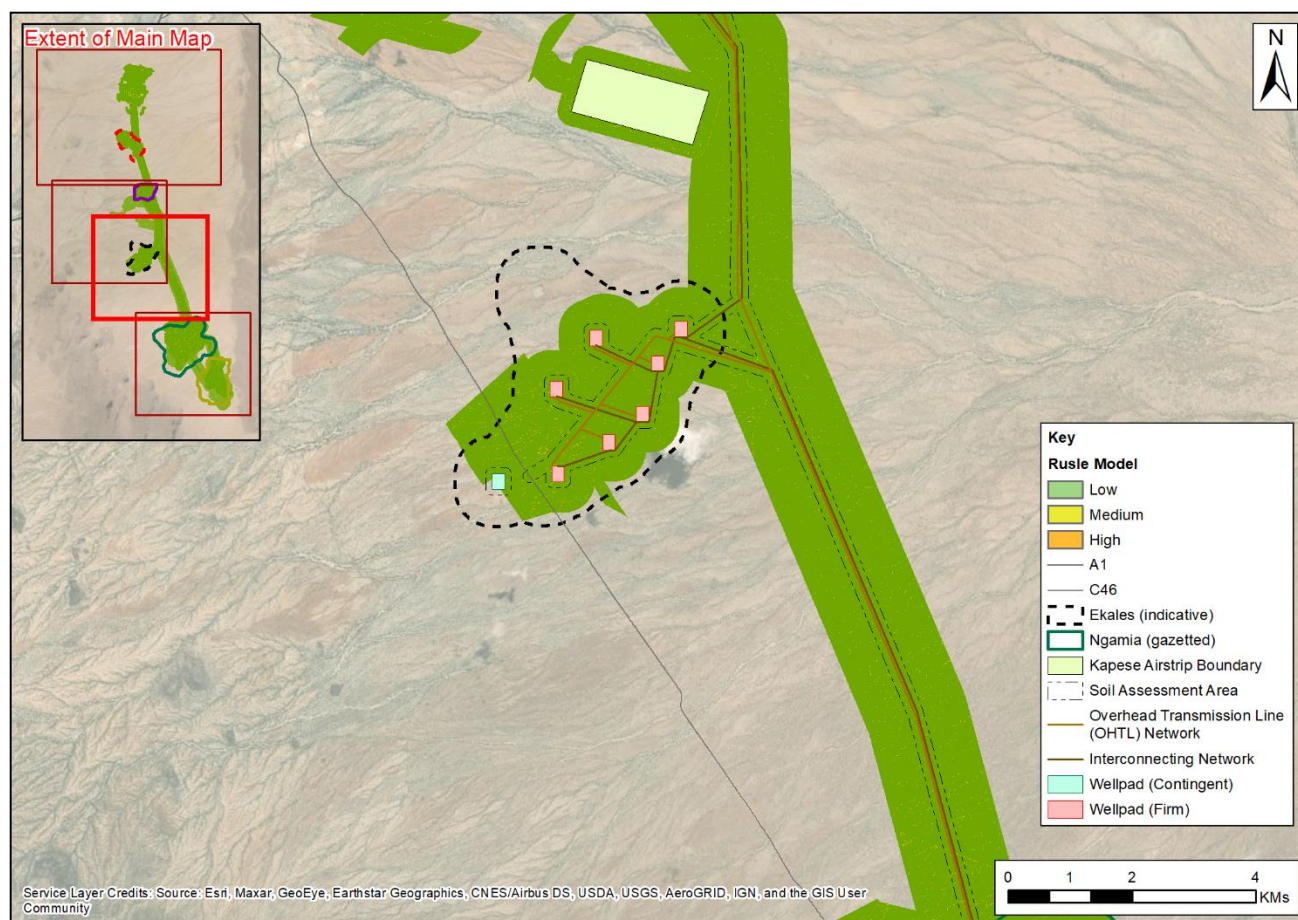 Extent of Main Map
N
Key
Rusle Model
Low
Medium
High
A1
C46
Ekales (indicative)
Ngamia (gazetted)
Kapese Airstrip Boundary
Soil Assessment Area
Overhead Transmission Line
(OHTL) Network
Interconnecting Network
Wellpad (Contingent)
Wellpad (Firm)
0 1 2 4
KMs
Service Layer Credits: Source: Esri, Maxar, GeoEye, Earthstar Geographics, CNES/Airbus DS, USDA, USGS, AeroGRID, IGN, and the GIS User
Community